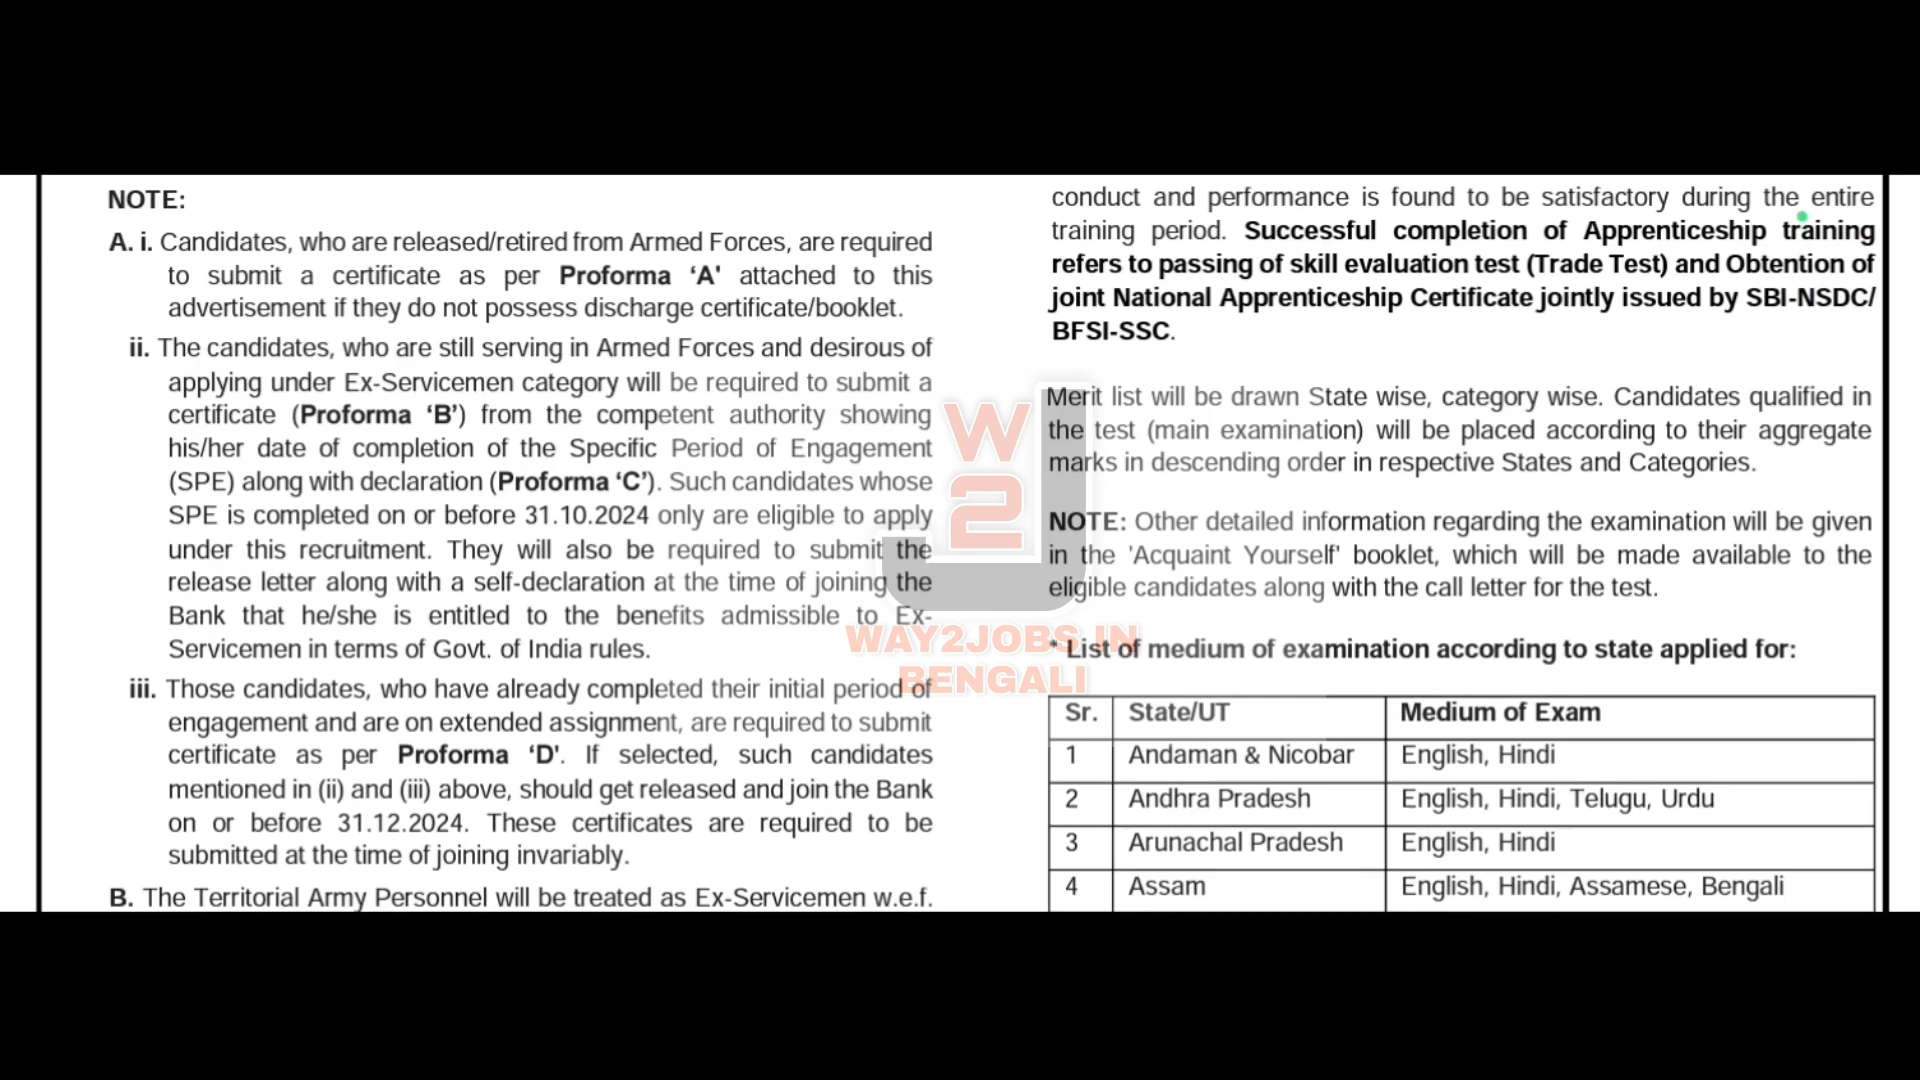 NOTE:
A. i. Candidates, who are released/retired from Armed Forces, are required
to submit a certificate as per Proforma ‘A' attached to this
advertisement if they do not possess discharge certificate/booklet.
ii. The candidates, who are still serving in Armed Forces and desirous of
applying under Ex-Servicemen category will be required to submit a
certificate (Proforma ‘B’) from the competent authority showing
his/her date of completion of the Specific Period of Engagement
(SPE) along with declaration (Proforma ‘C’). Such candidates whose
SPE is completed on or before 31.10.2024 only are eligible to apply
under this recruitment. They will also be required to submit the
release letter along with a self-declaration at the time of joining the
Bank that he/she is entitled to the benefits admissible to Ex-
Servicemen in terms of Govt. of India rules.
iii. Those candidates, who have already completed their initial period of
engagement and are on extended assignment, are required to submit
certificate as per Proforma ‘D'. If selected, such candidates
mentioned in (ii) and (iii) above, should get released and join the Bank
on or before 31.12.2024. These certificates are required to be
submitted at the time of joining invariably.
B. The Territorial Army Personnel will be treated as Ex-Servicemen w.e.f.
conduct and performance is found to be satisfactory during the entire
training period. Successful completion of Apprenticeship training
refers to passing of skill evaluation test (Trade Test) and Obtention of
joint National Apprenticeship Certificate jointly issued by SBI-NSDC/
BFSI-SSC.
Merit list will be drawn State wise, category wise. Candidates qualified in
the test (main examination) will be placed according to their aggregate
marks in descending order in respective States and Categories.
NOTE: Other detailed information regarding the examination will be given
in the 'Acquaint Yourself' booklet, which will be made available to the
eligible candidates along with the call letter for the test.
* List of medium of examination according to state applied for:
Sr. State/UT Medium of Exam
1 Andaman & Nicobar English, Hindi
2 Andhra Pradesh English, Hindi, Telugu, Urdu
3 Arunachal Pradesh English, Hindi
4 Assam English, Hindi, Assamese, Bengali
W2J
WAY2JOBS IN
BENGALI